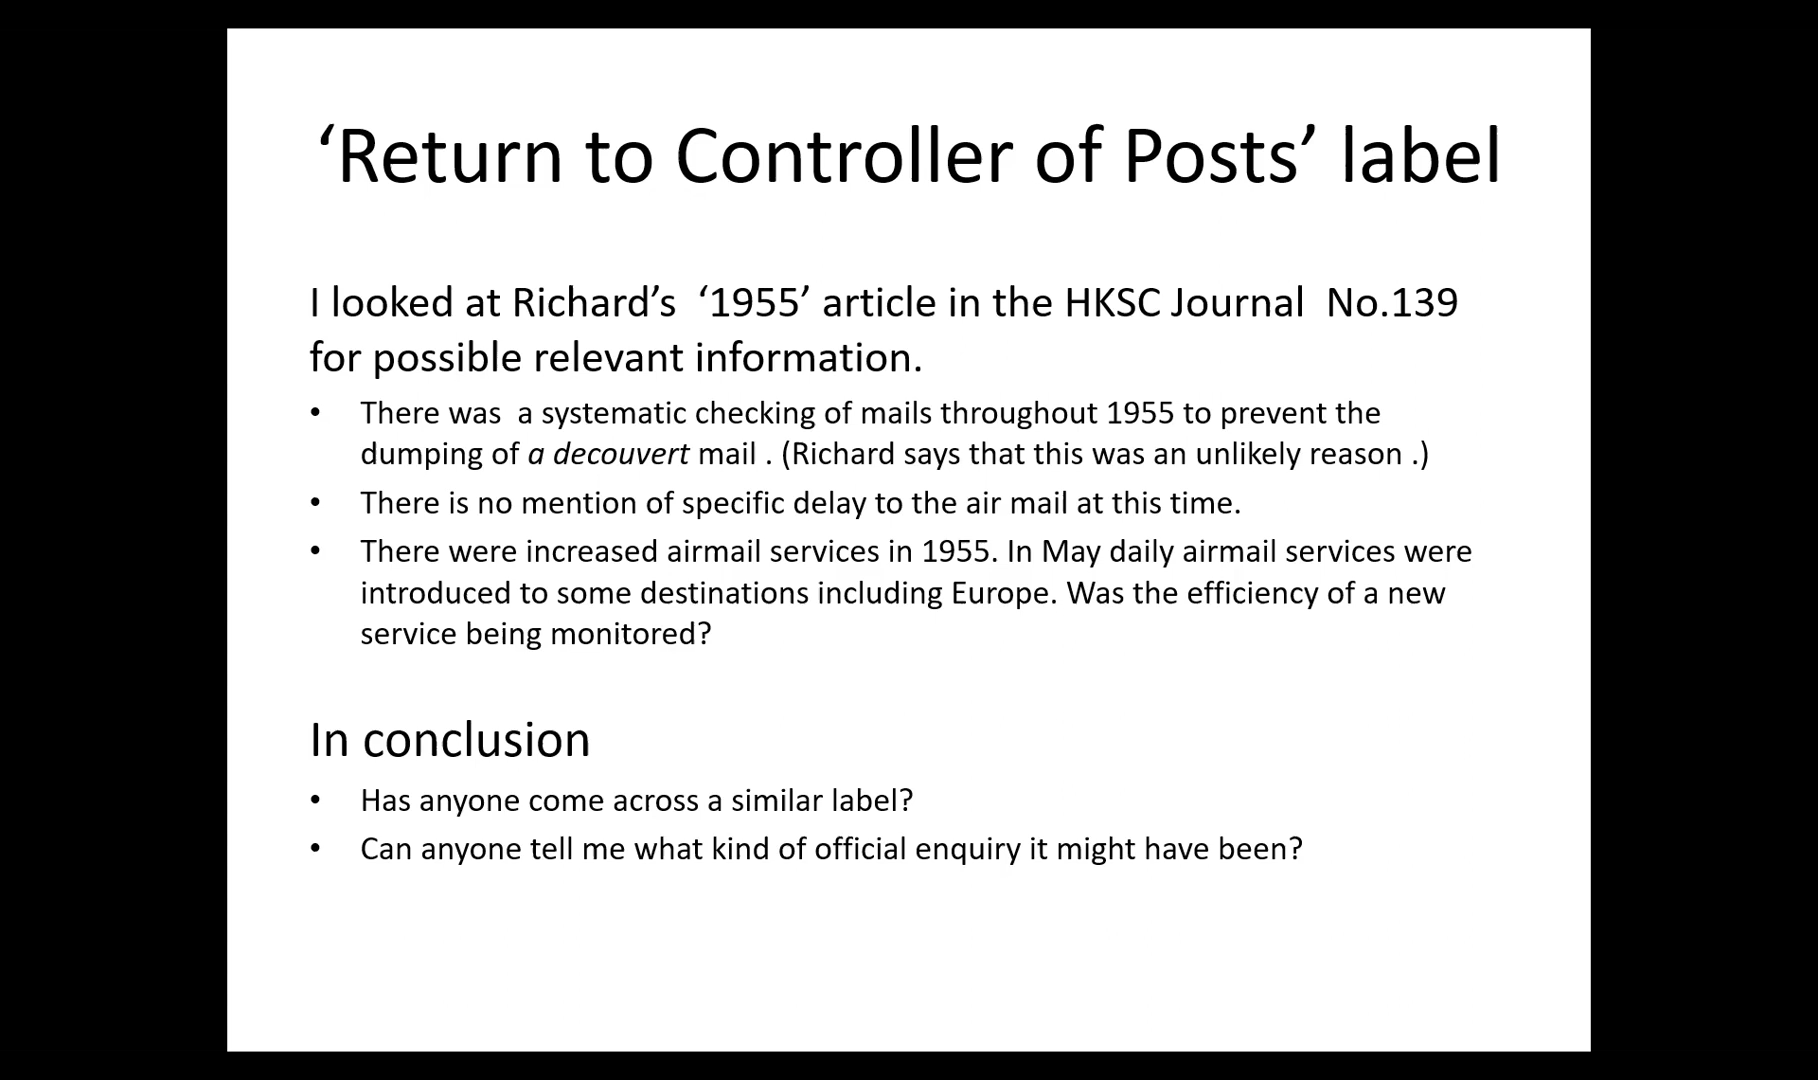 ‘Return to Controller of Posts’ label
I looked at Richard’s  ‘1955’ article in the HKSC Journal  No.139
for possible relevant information.
• There was  a systematic checking of mails throughout 1955 to prevent the
dumping of a decouvert mail . (Richard says that this was an unlikely reason .)
• There is no mention of specific delay to the air mail at this time.
• There were increased airmail services in 1955. In May daily airmail services were
introduced to some destinations including Europe. Was the efficiency of a new
service being monitored?
In conclusion
• Has anyone come across a similar label?
• Can anyone tell me what kind of official enquiry it might have been?